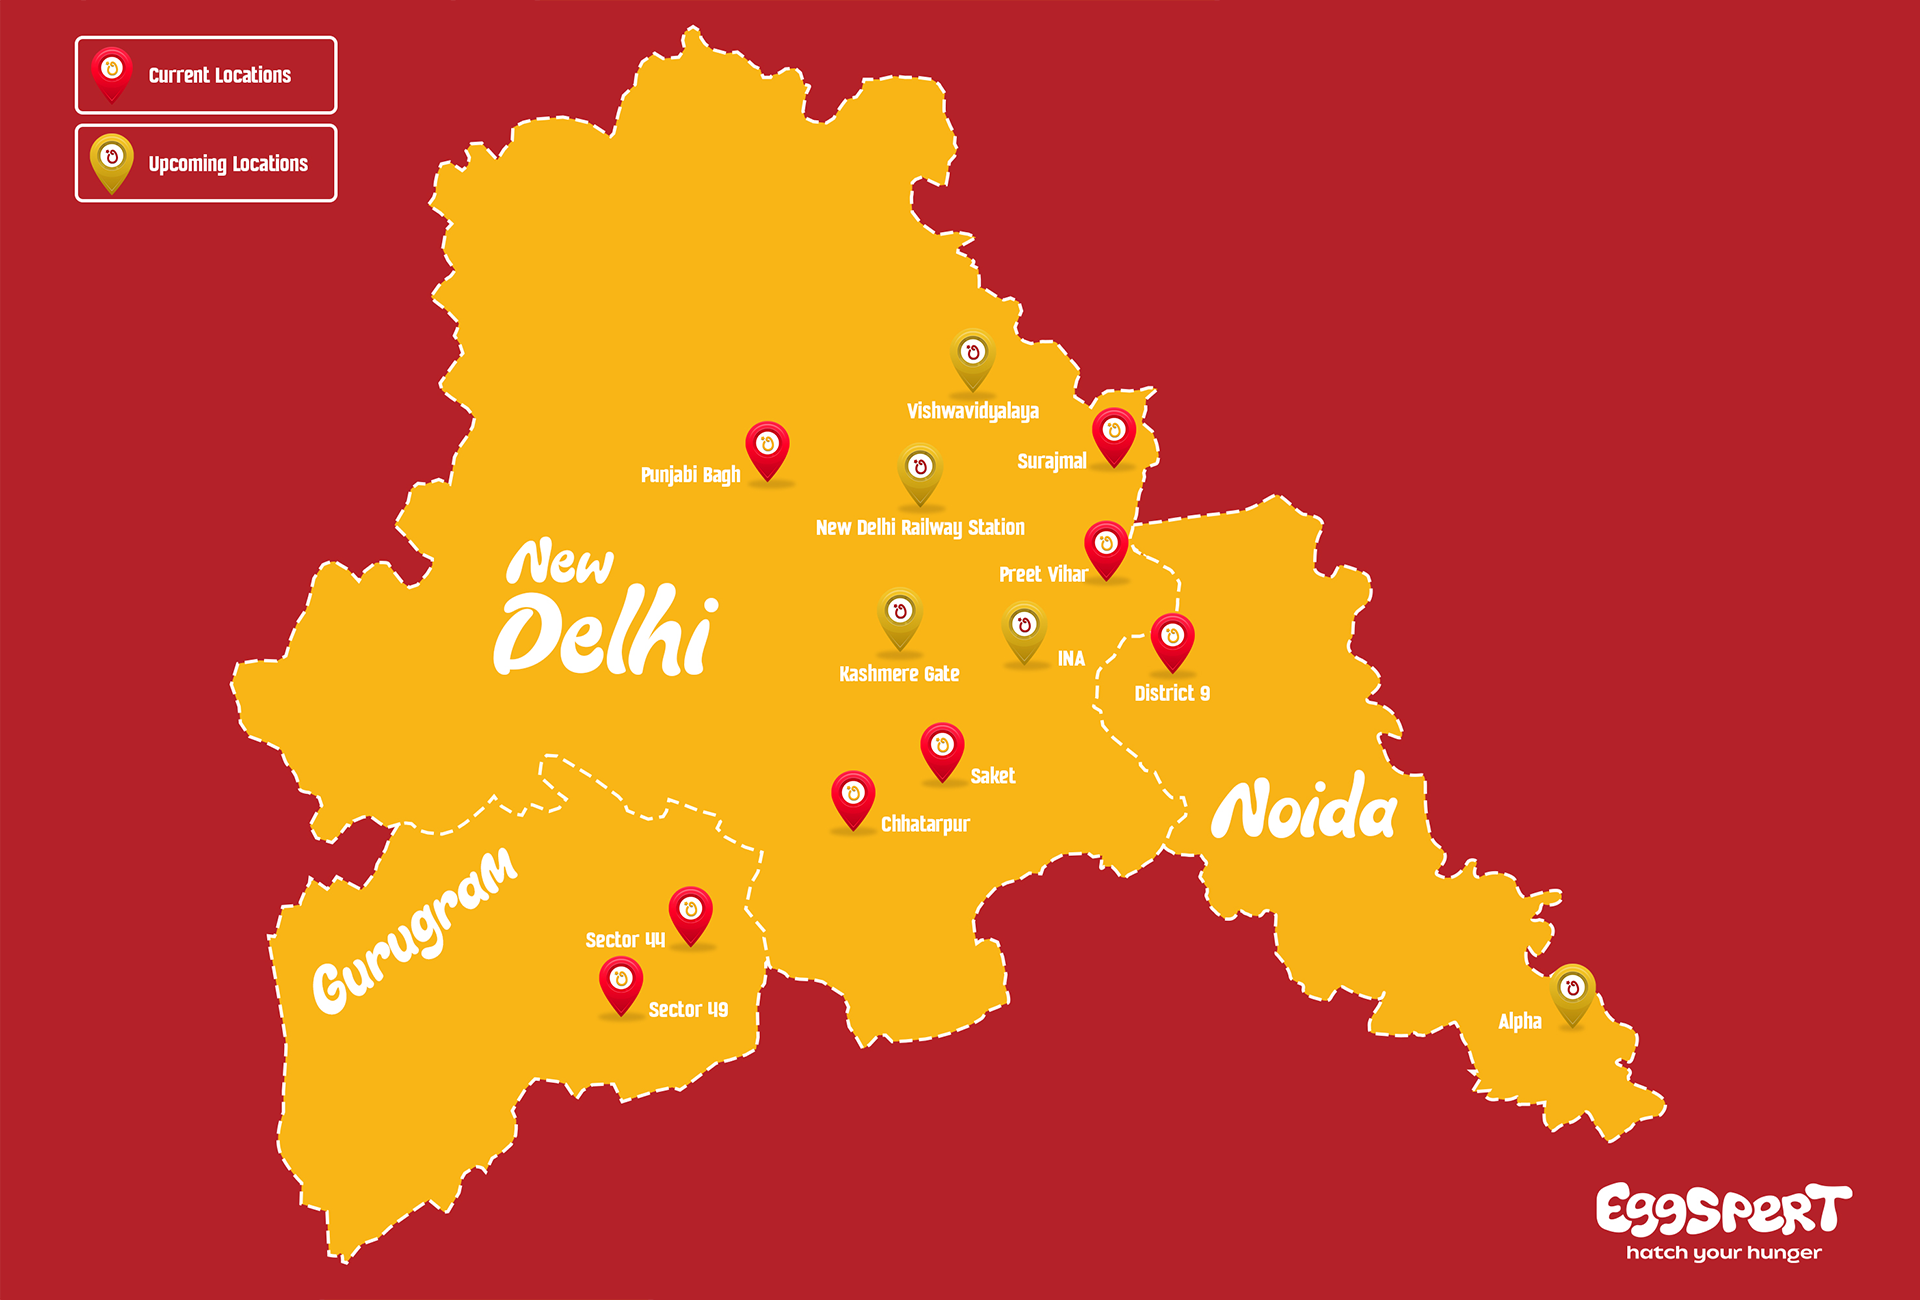 Current Locations
Upcoming Locations
Vishwavidyalaya
Surajmal
Punjabi Bagh
New Delhi Railway Station
New
Delhi
Preet Vihar
Kashmere Gate
INA
District 9
Saket
Chhatarpur
Noida
Gurugram
Sector 44
Sector 49
Alpha
Eggspert
hatch your hunger